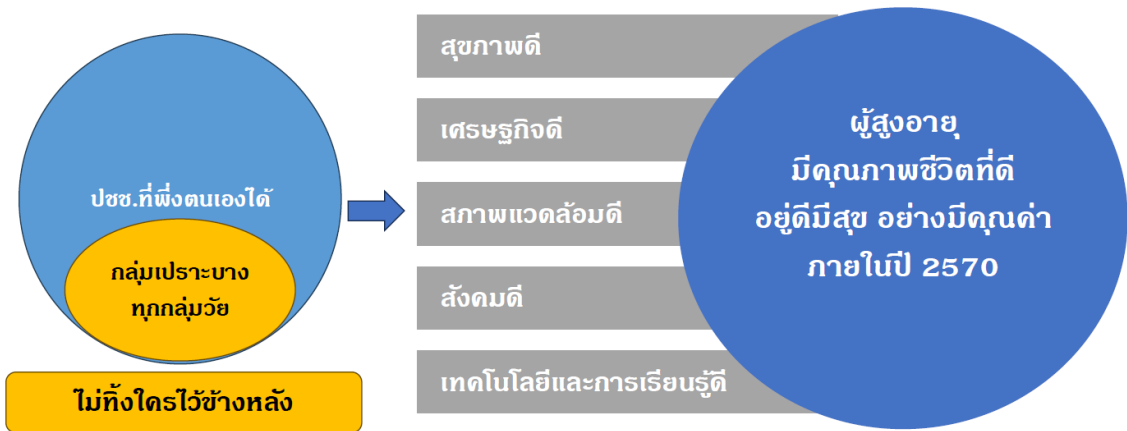 ปชช.ที่พึ่งตนเองได้
กลุ่มเปราะบาง
ทุกกลุ่มวัย
ไม่ทิ้งใครไว้ข้างหลัง
สุขภาพดี
เศรษฐกิจดี
สภาพแวดล้อมดี
สังคมดี
เทคโนโลยีและการเรียนรู้ดี
ผู้สูงอายุ
มีคุณภาพชีวิตที่ดี
อยู่ดีมีสุข อย่างมีคุณค่า
ภายในปี 2570